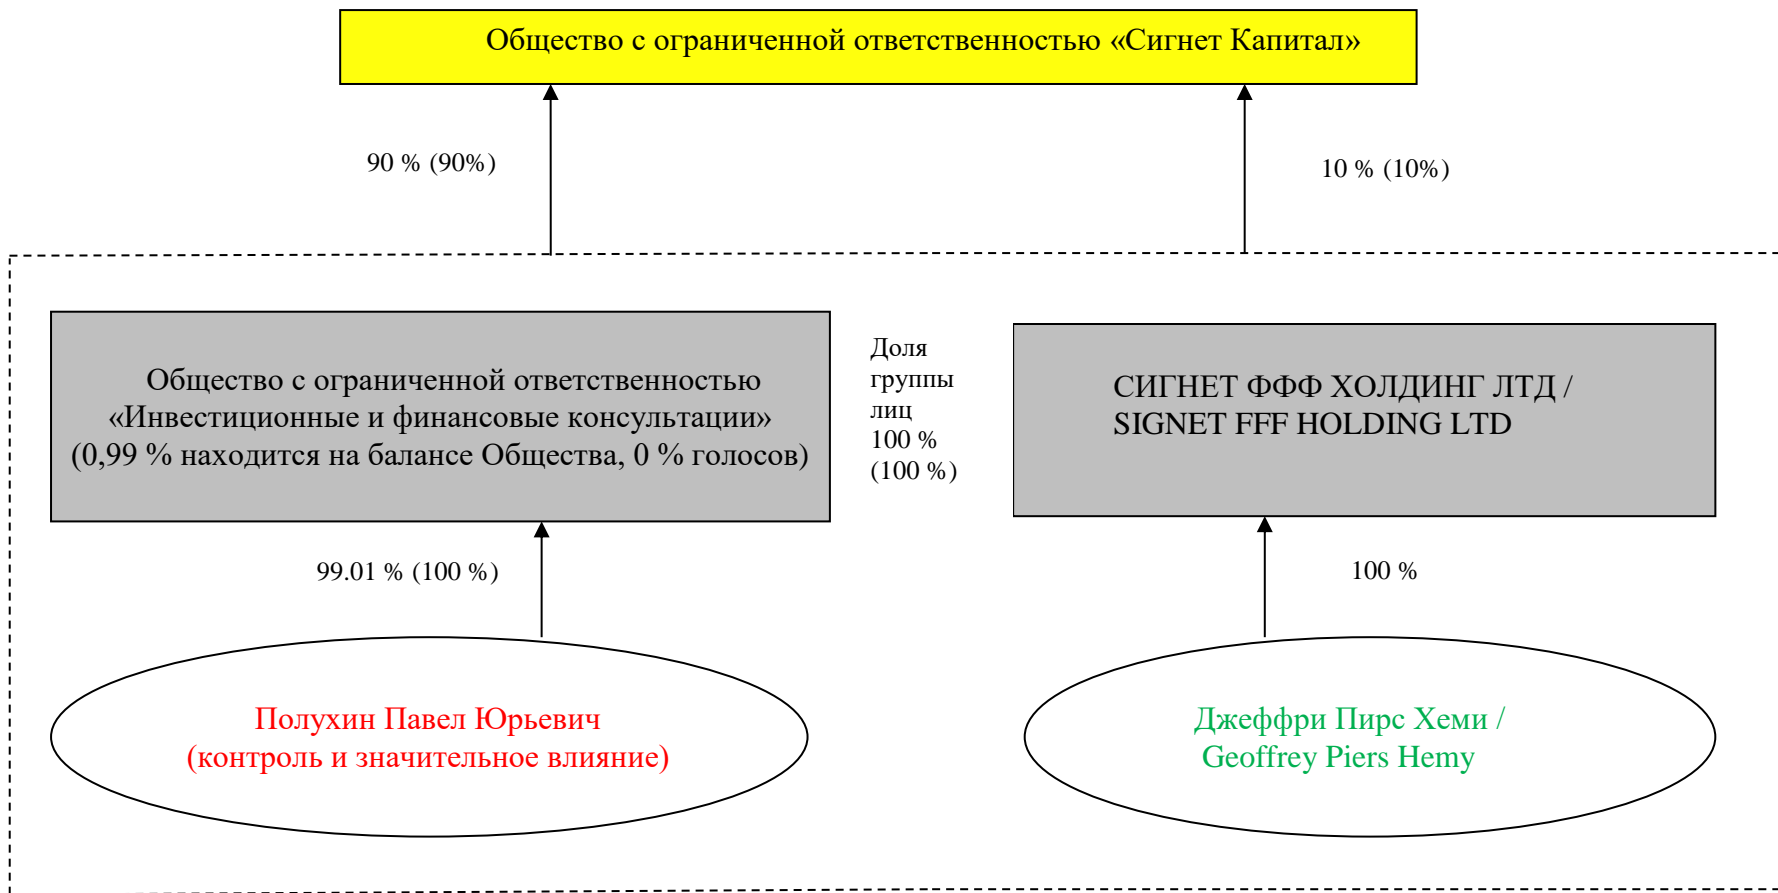 Общество с ограниченной ответственностью «Сигнет Капитал»
90 % (90%)
10 % (10%)
Общество с ограниченной ответственностью
«Инвестиционные и финансовые консультации»
(0,99 % находится на балансе Общества, 0 % голосов)
Доля
группы
лиц
100 %
(100 %)
СИГНЕТ ФФФ ХОЛДИНГ ЛТД /
SIGNET FFF HOLDING LTD
99.01 % (100 %)
100 %
Полухин Павел Юрьевич
(контроль и значительное влияние)
Джеффри Пирс Хеми /
Geoffrey Piers Hemy